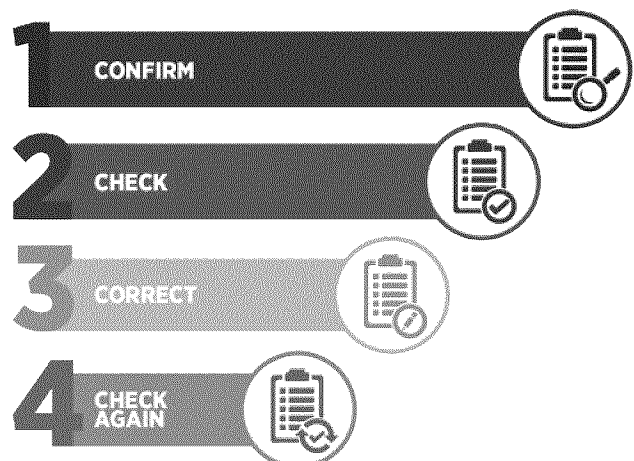 1
CONFIRM
2
CHECK
3
CORRECT
4
CHECK
AGAIN